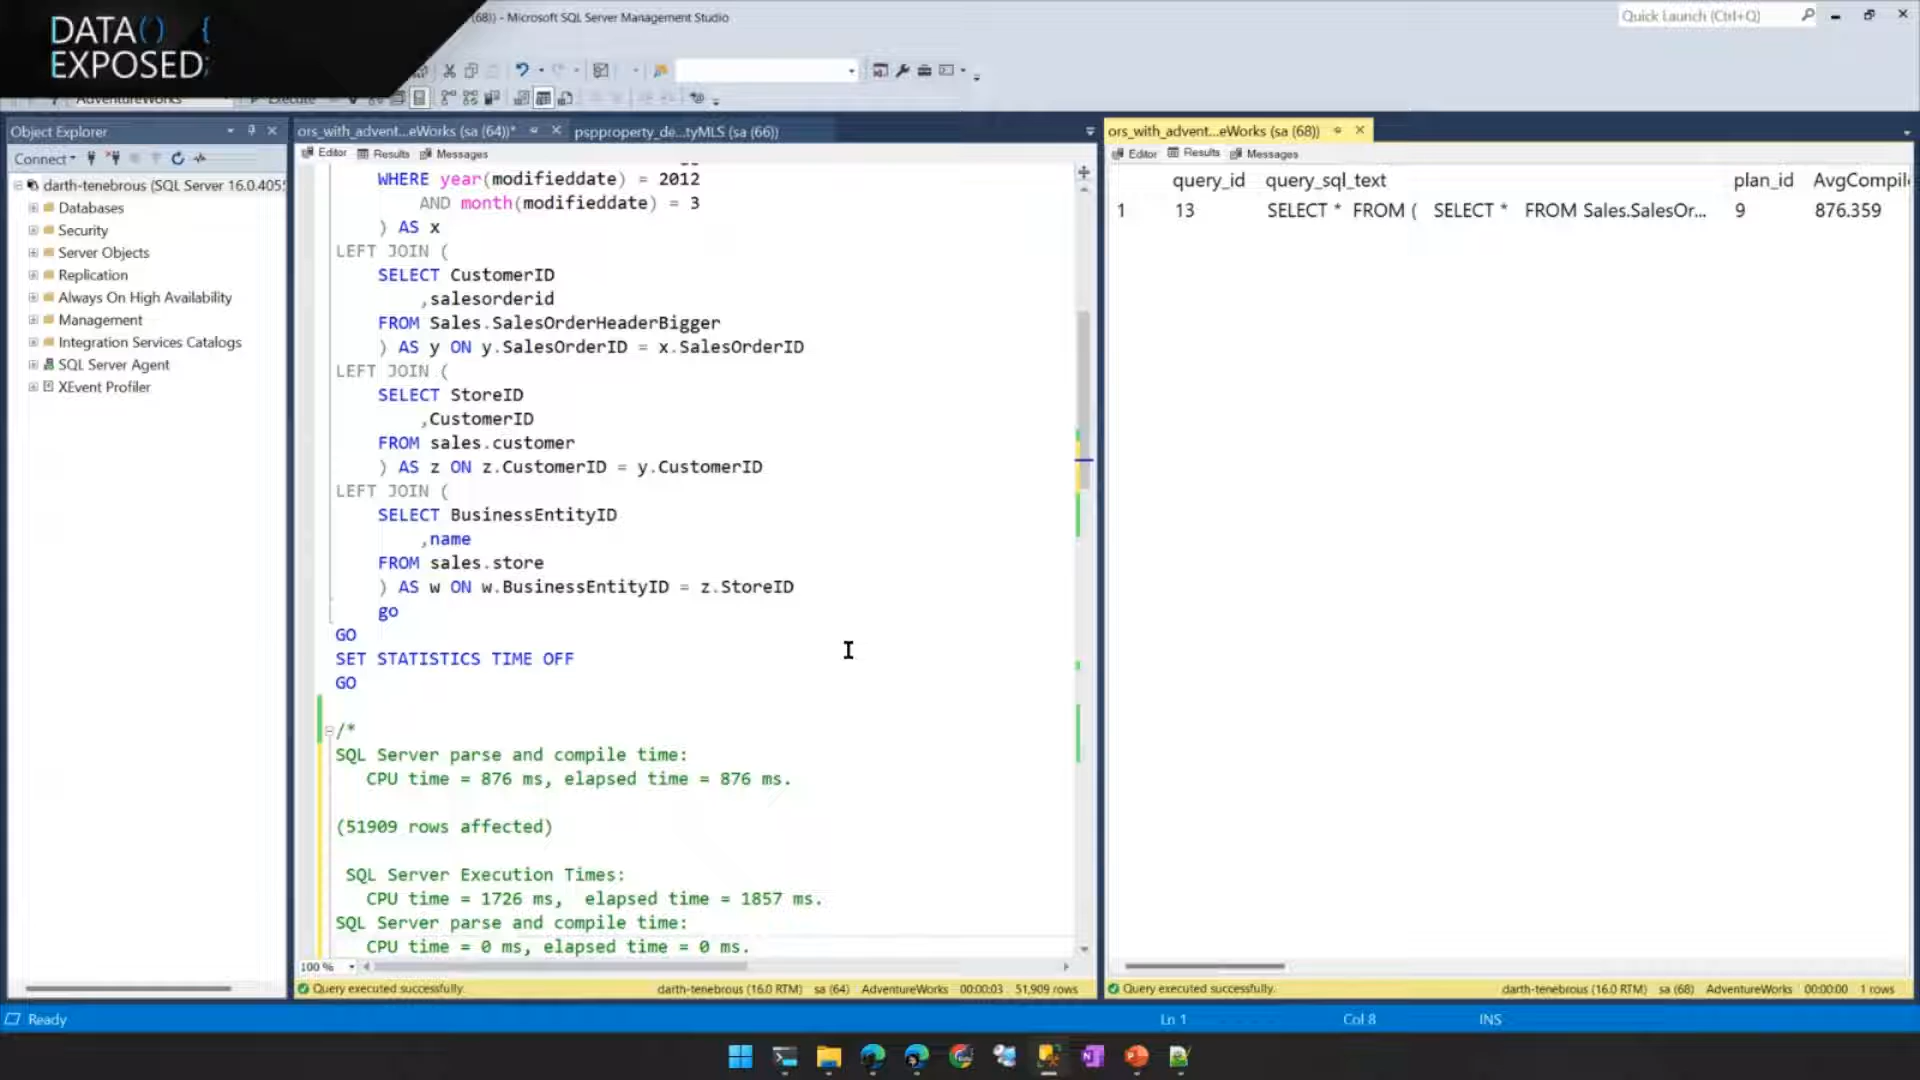 DATA() {
EXPOSED;
(68)) - Microsoft SQL Server Management Studio
Quick Launch (Ctrl+Q)
AdventureWorks
Execute
Object Explorer
Connect
darth-tenebrous (SQL Server 16.0.405
Databases
Security
Server Objects
Replication
Always On High Availability
Management
Integration Services Catalogs
SQL Server Agent
XEvent Profiler
ors_with_advent...eWorks (sa (64))*
pspproperty_de...tyMLS (sa (66))
Editor Results Messages
WHERE year(modifieddate) = 2012
AND month(modifieddate) = 3
) AS x
LEFT JOIN (
SELECT CustomerID
,salesorderid
FROM Sales.SalesOrderHeaderBigger
) AS y ON y.SalesOrderID = x.SalesOrderID
LEFT JOIN (
SELECT StoreID
,CustomerID
FROM sales.customer
) AS z ON z.CustomerID = y.CustomerID
LEFT JOIN (
SELECT BusinessEntityID
,name
FROM sales.store
) AS w ON w.BusinessEntityID = z.StoreID
go
GO
SET STATISTICS TIME OFF
GO
/*
SQL Server parse and compile time:
CPU time = 876 ms, elapsed time = 876 ms.
(51909 rows affected)
SQL Server Execution Times:
CPU time = 1726 ms, elapsed time = 1857 ms.
SQL Server parse and compile time:
CPU time = 0 ms, elapsed time = 0 ms.
100 %
Query executed successfully.
darth-tenebrous (16.0 RTM) sa (64) AdventureWorks 00:00:03 51,909 rows
ors_with_advent...eWorks (sa (68))
Editor Results Messages
query_id query_sql_text plan_id AvgCompil
1 13 SELECT * FROM ( SELECT * FROM Sales.SalesOr... 9 876.359
Query executed successfully.
darth-tenebrous (16.0 RTM) sa (68) AdventureWorks 00:00:00 1 rows
Ready
Ln 1 Col 8 INS